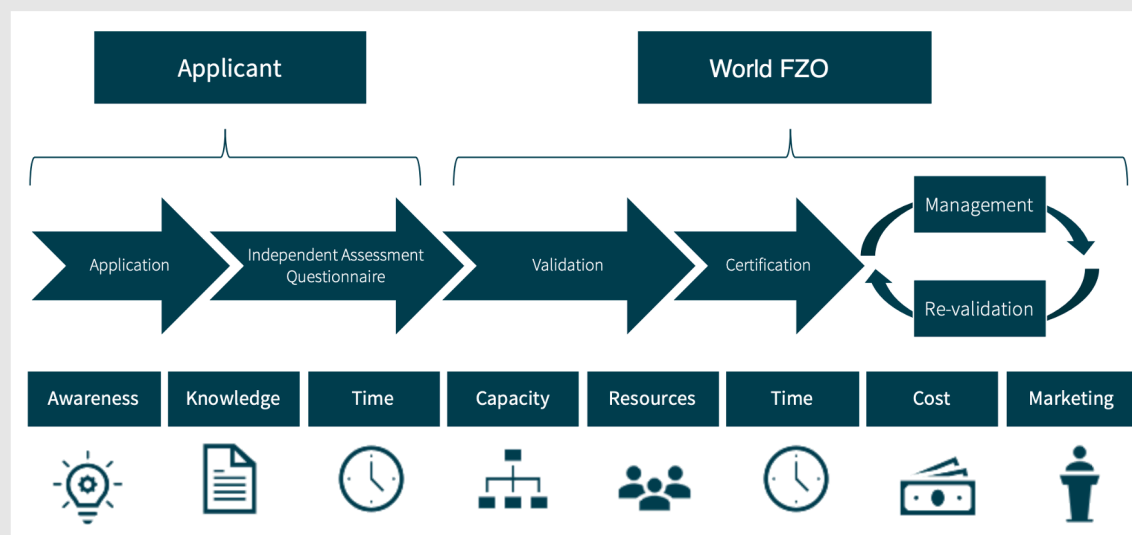 Applicant
World FZO
Application
Independent Assessment
Questionnaire
Validation
Certification
Management
Re-validation
Awareness
Knowledge
Time
Capacity
Resources
Time
Cost
Marketing